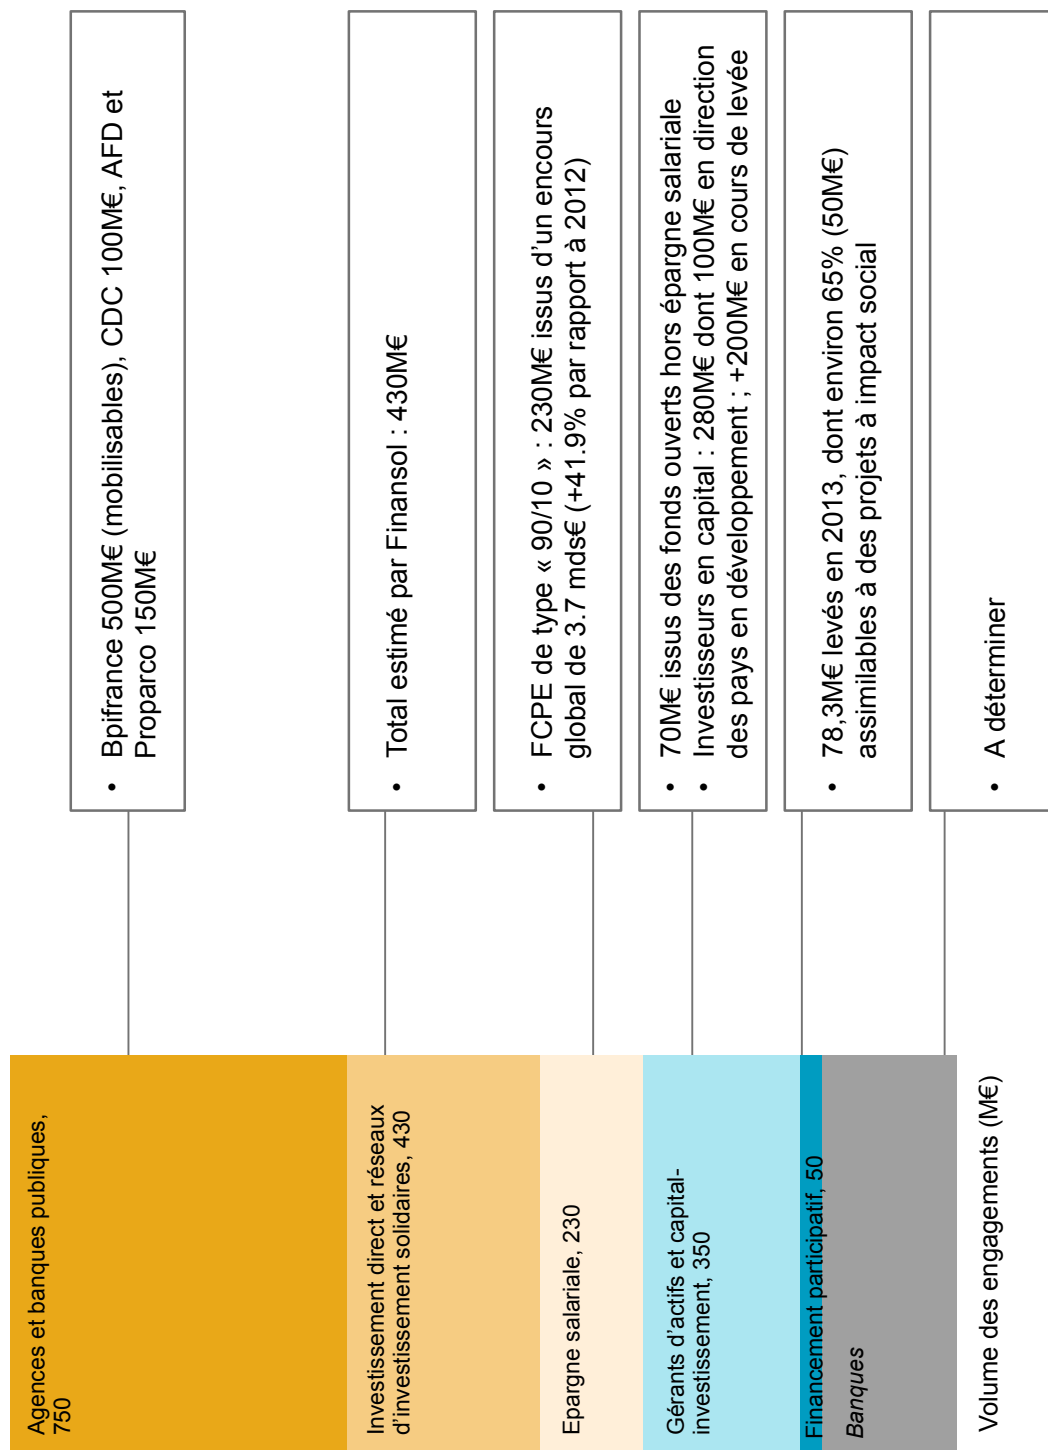 Agences et banques publiques,
750
Investissement direct et réseaux
d'investissement solidaires, 430
Epargne salariale, 230
Gérants d'actifs et capital-
investissement, 350
Financement participatif, 50
Banques
Volume des engagements (M€)
• Bpifrance 500M€ (mobilisables), CDC 100M€, AFD et
Proparco 150M€
• Total estimé par Finansol : 430M€
• FCPE de type « 90/10 » : 230M€ issus d'un encours
global de 3.7 mds€ (+41.9% par rapport à 2012)
• 70M€ issus des fonds ouverts hors épargne salariale
• Investisseurs en capital : 280M€ dont 100M€ en direction
des pays en développement ; +200M€ en cours de levée
• 78,3M€ levés en 2013, dont environ 65% (50M€)
assimilables à des projets à impact social
• A déterminer